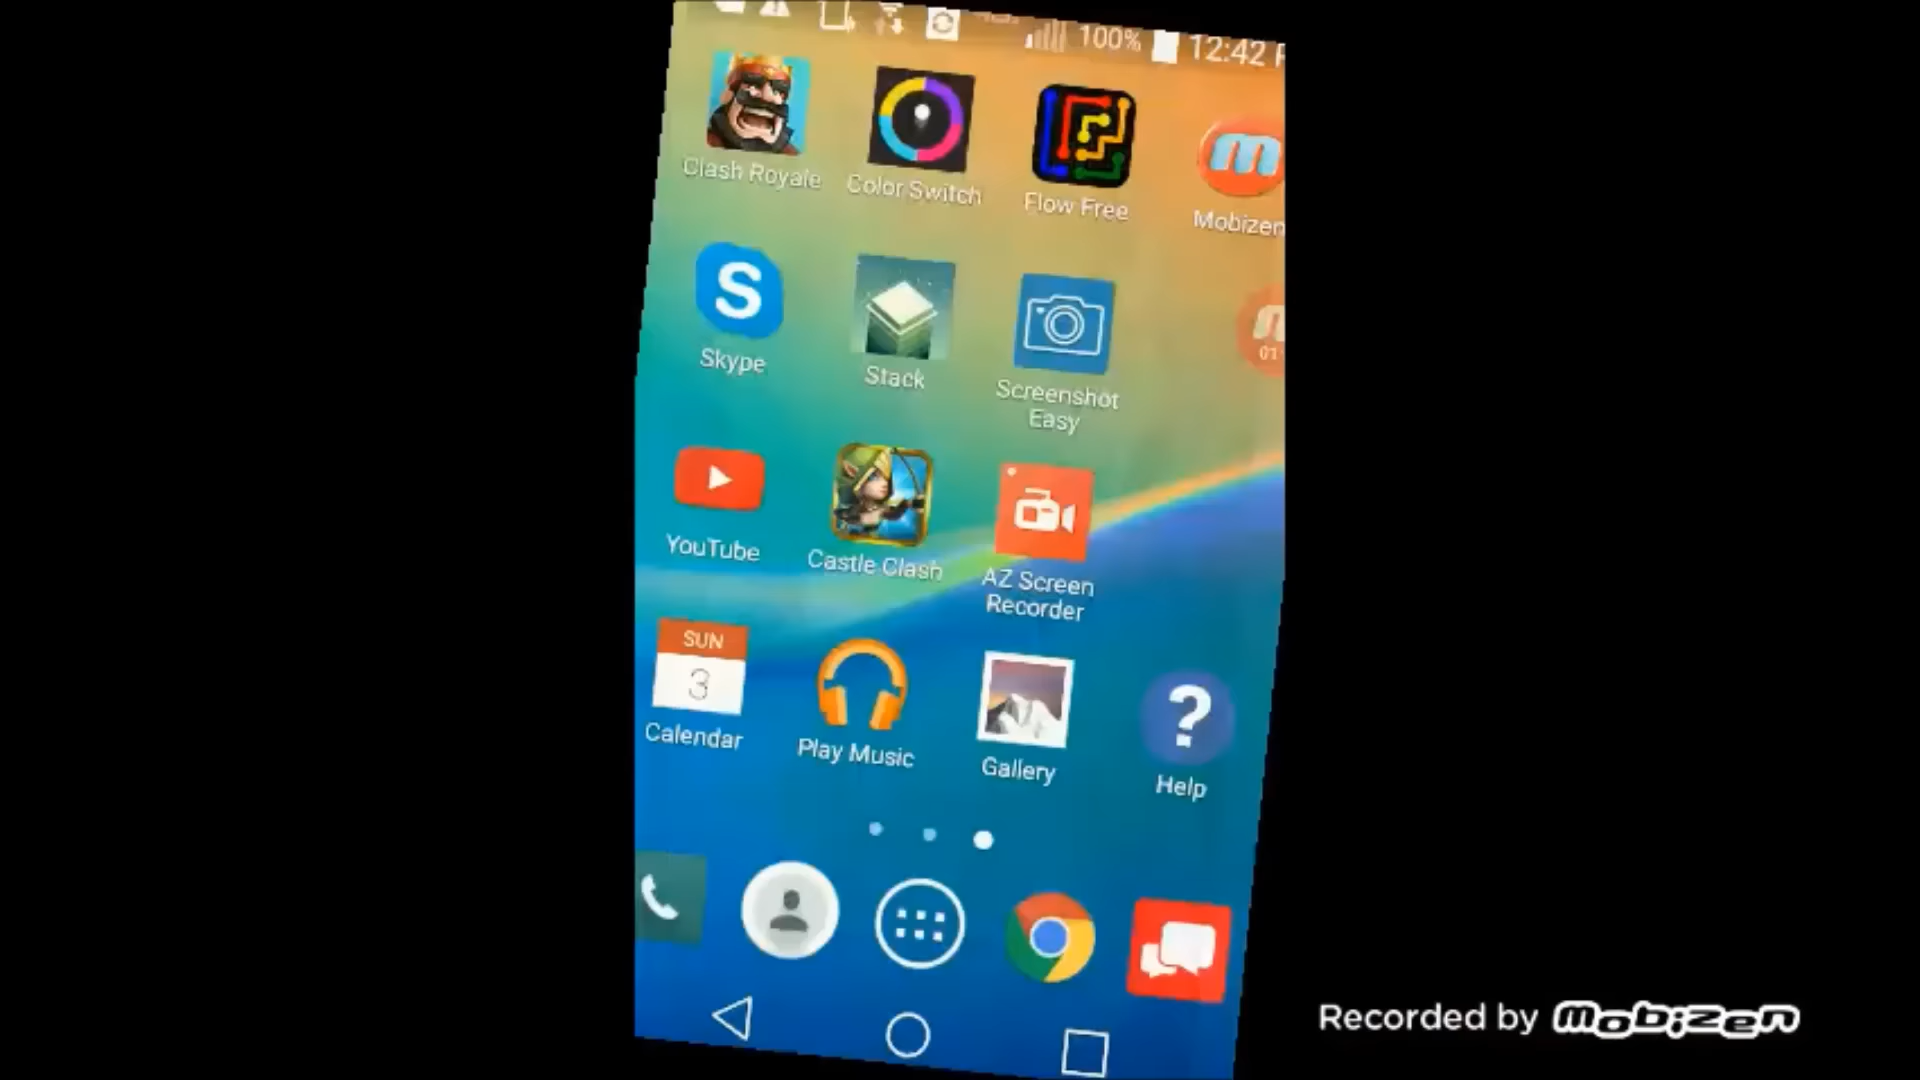 100% 12:42
Clash Royale
Color Switch
Flow Free
Mobizen
Skype
Stack
Screenshot
Easy
01
YouTube
Castle Clash
AZ Screen
Recorder
SUN
3
Calendar
Play Music
Gallery
Help
Recorded by Mobizen